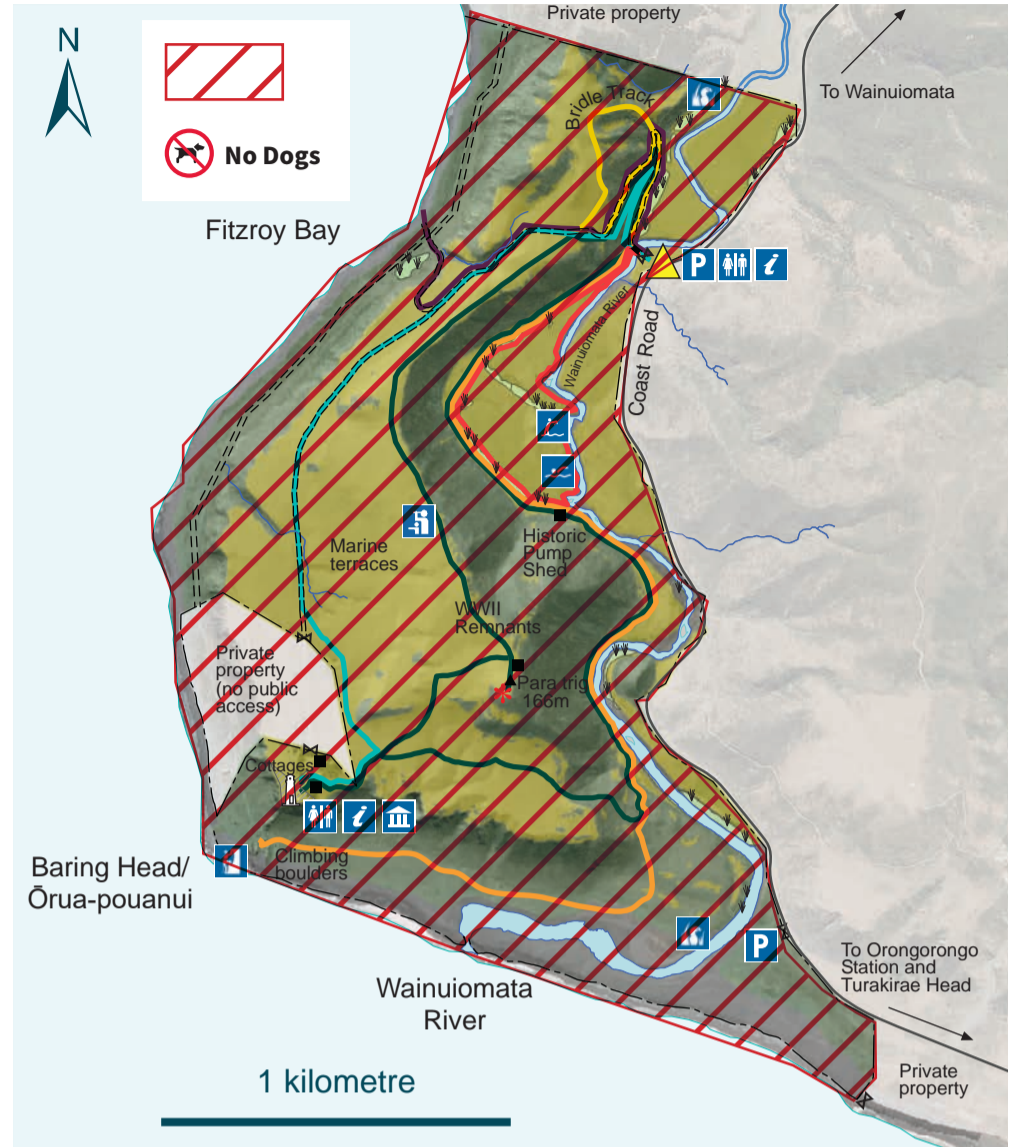 Private property
N
To Wainuiomata
Bridle Track
No Dogs
Fitzroy Bay
P
i
Wainuiomata River
Coast Road
Historic
Pump
Shed
Marine
terraces
WWII
Remnants
Private
property
(no public
access)
Para trig
166m
Cottages
i
Climbing
boulders
Baring Head/
Ōrua-pouanui
P
To Orongorongo
Station and
Turakirae Head
Wainuiomata
River
1 kilometre
Private
property